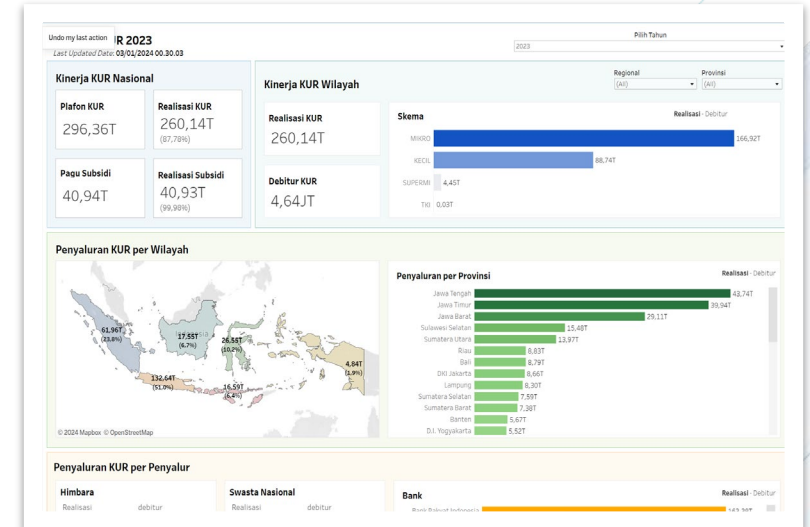 Undo my last action
R 2023
Last Updated Date: 03/01/2024 00.30.03
Pilih Tahun
2023
Kinerja KUR Nasional
Plafon KUR
296,36T
Realisasi KUR
260,14T
(87,78%)
Pagu Subsidi
40,94T
Realisasi Subsidi
40,93T
(99,98%)
Kinerja KUR Wilayah
Regional
(All)
Provinsi
(All)
Realisasi KUR
260,14T
Debitur KUR
4,64JT
Skema
Realisasi - Debitur
MIKRO 166,92T
KECIL 88,74T
SUPERMI 4,45T
TKI 0,03T
Penyaluran KUR per Wilayah
61,96T
(23,8%)
17,55T
(6,7%)
26,55T
(10,2%)
4,84T
(1,9%)
132,64T
(51,0%)
16,59T
(6,4%)
© 2024 Mapbox © OpenStreetMap
Penyaluran per Provinsi
Realisasi - Debitur
Jawa Tengah 43,74T
Jawa Timur 39,94T
Jawa Barat 29,11T
Sulawesi Selatan 15,48T
Sumatera Utara 13,97T
Riau 8,83T
Bali 8,79T
DKI Jakarta 8,66T
Lampung 8,30T
Sumatera Selatan 7,59T
Sumatera Barat 7,38T
Banten 5,67T
D.I. Yogyakarta 5,52T
Penyaluran KUR per Penyalur
Himbara
Realisasi debitur
Swasta Nasional
Realisasi debitur
Bank
Realisasi - Debitur
Bank Rakyat Indonesia